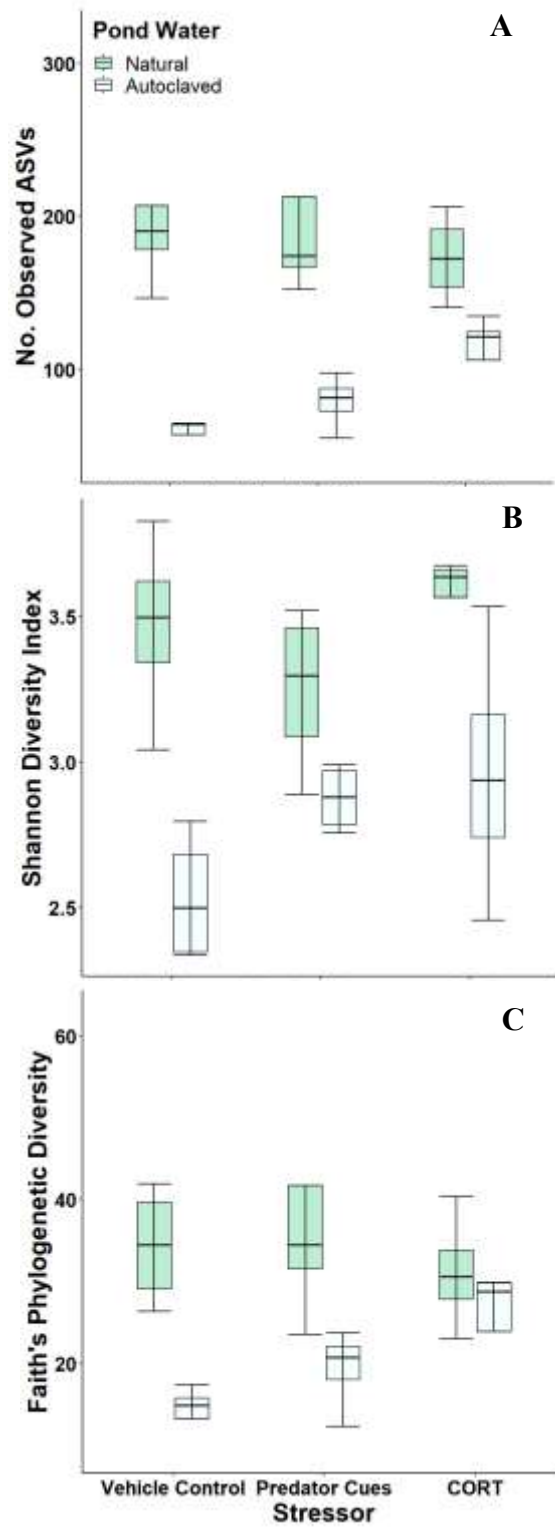 A
Pond Water
Natural
Autoclaved
300
200
100
No. Observed ASVs
B
3.5
3.0
2.5
Shannon Diversity Index
C
60
40
20
Faith's Phylogenetic Diversity
Vehicle Control Predator Cues CORT
Stressor